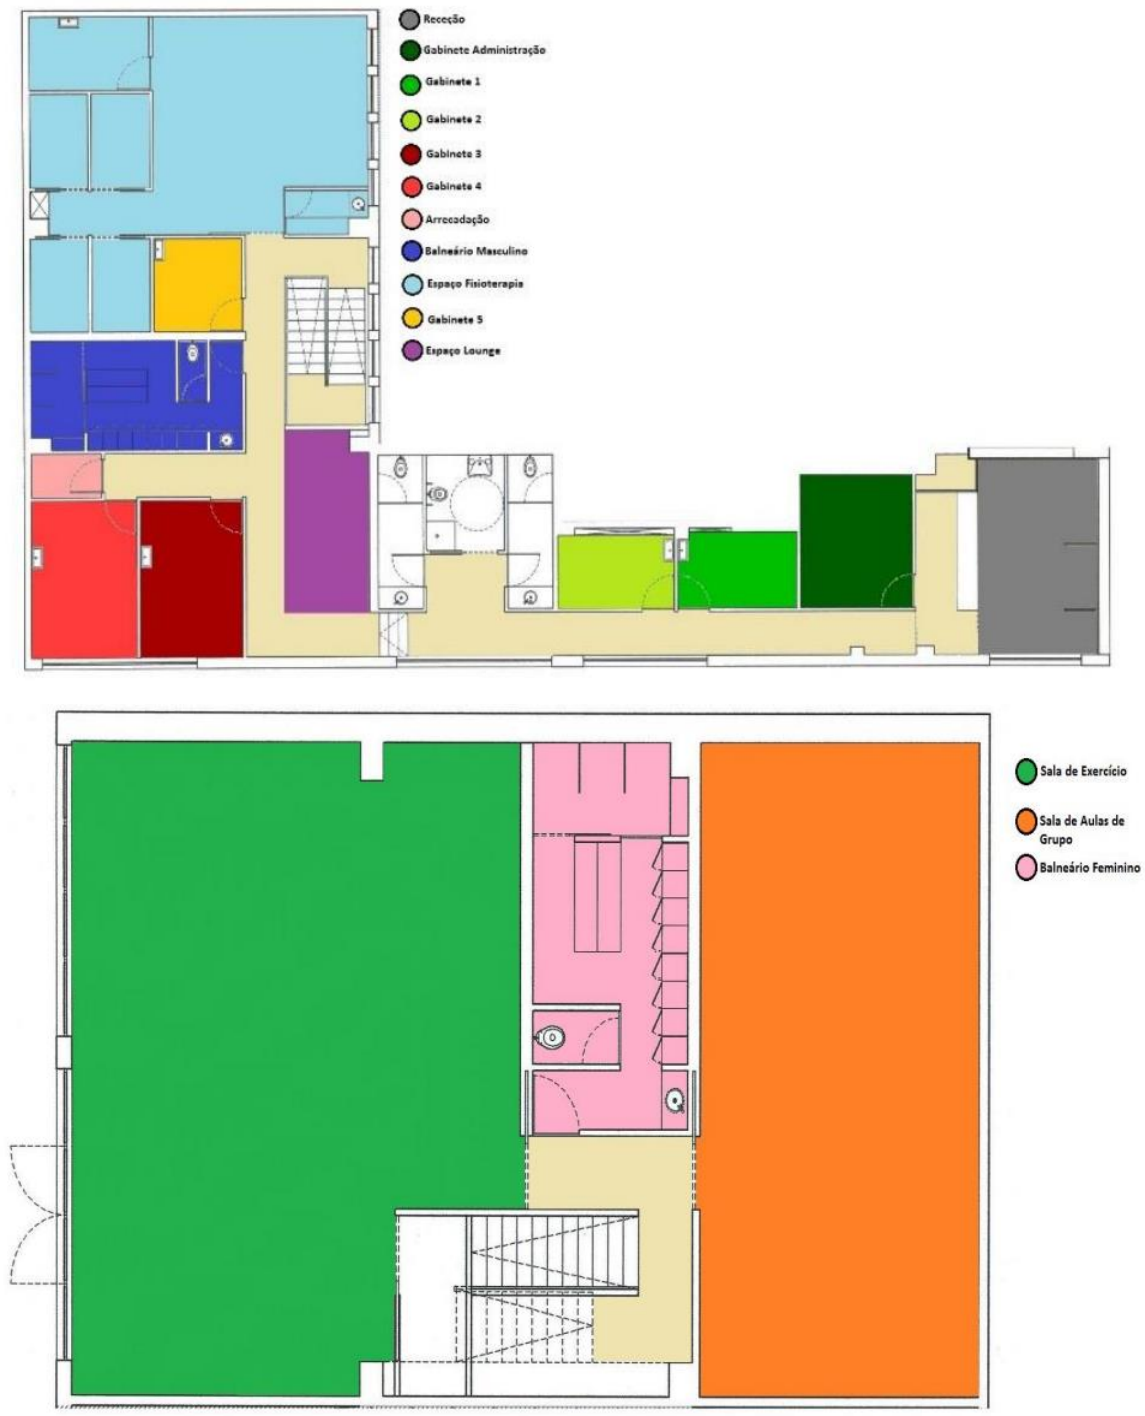 Receção
Gabinete Administração
Gabinete 1
Gabinete 2
Gabinete 3
Gabinete 4
Arrecadação
Balneário Masculino
Espaço Fisioterapia
Gabinete 5
Espaço Lounge
Sala de Exercício
Sala de Aulas de
Grupo
Balneário Feminino